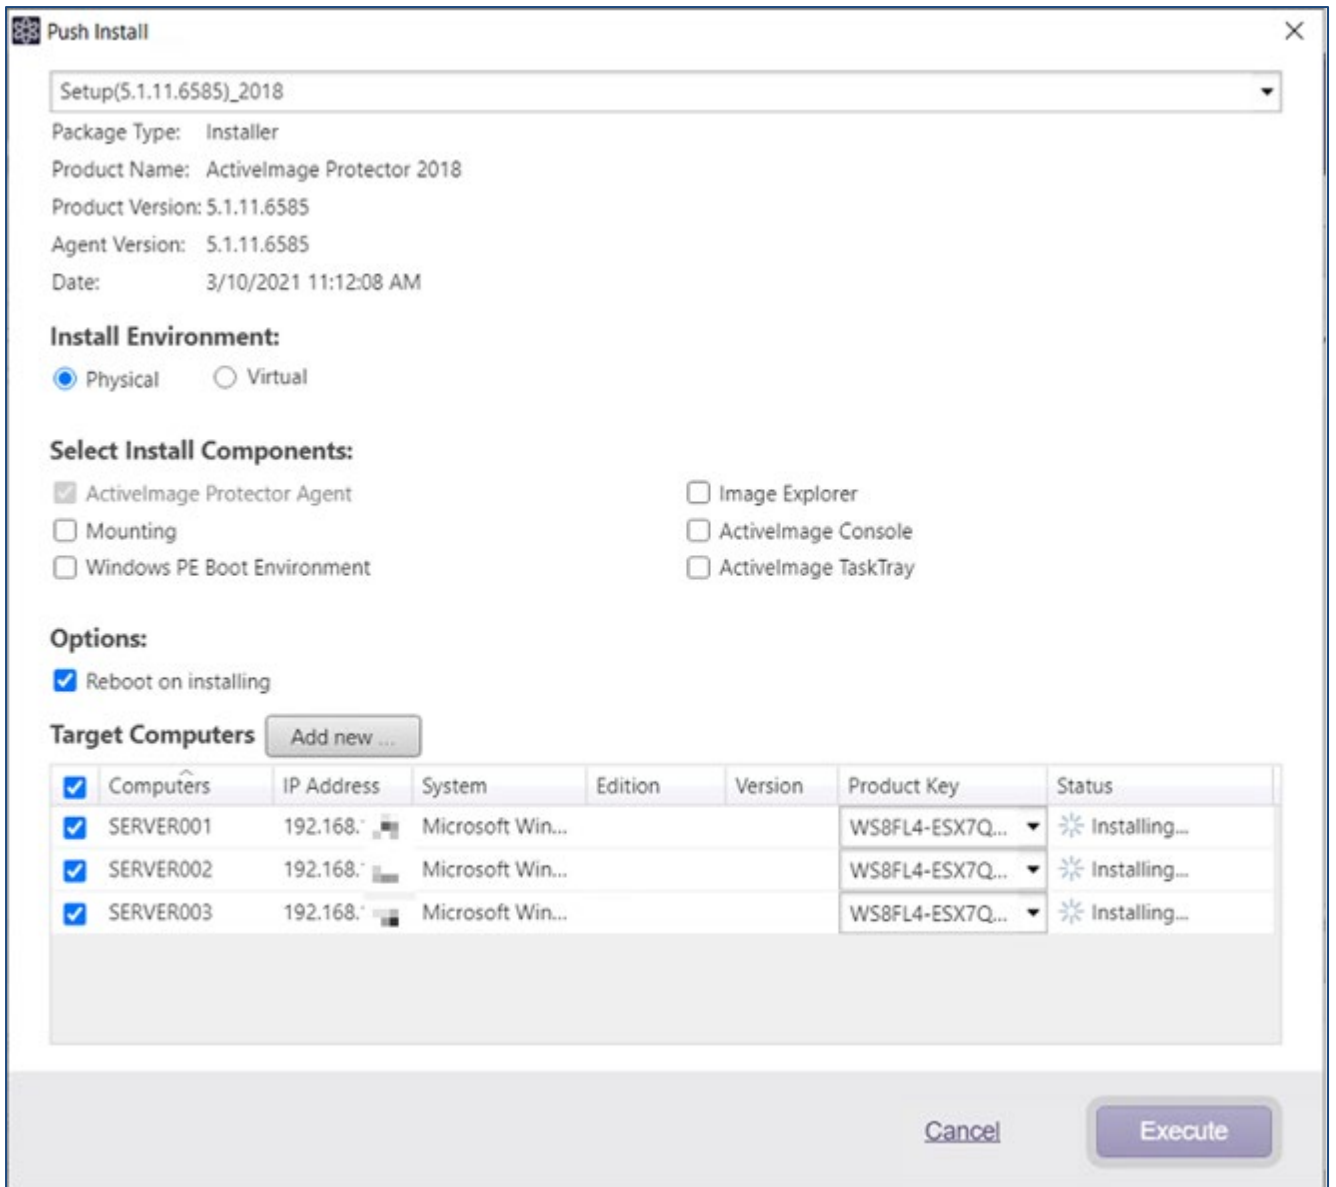 Push Install
Setup(5.1.11.6585)_2018
Package Type: Installer
Product Name: ActiveImage Protector 2018
Product Version: 5.1.11.6585
Agent Version: 5.1.11.6585
Date: 3/10/2021 11:12:08 AM
Install Environment:
Physical Virtual
Select Install Components:
ActiveImage Protector Agent Image Explorer
Mounting ActiveImage Console
Windows PE Boot Environment ActiveImage TaskTray
Options:
Reboot on installing
Target Computers Add new ...
Computers IP Address System Edition Version Product Key Status
SERVER001 192.168. Microsoft Win... WS8FL4-ESX7Q... Installing...
SERVER002 192.168. Microsoft Win... WS8FL4-ESX7Q... Installing...
SERVER003 192.168. Microsoft Win... WS8FL4-ESX7Q... Installing...
Cancel Execute